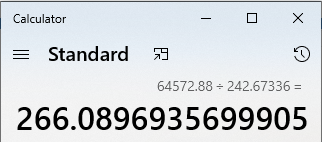 Calculator
Standard
64572.88 ÷ 242.67336 =
266.0896935699905